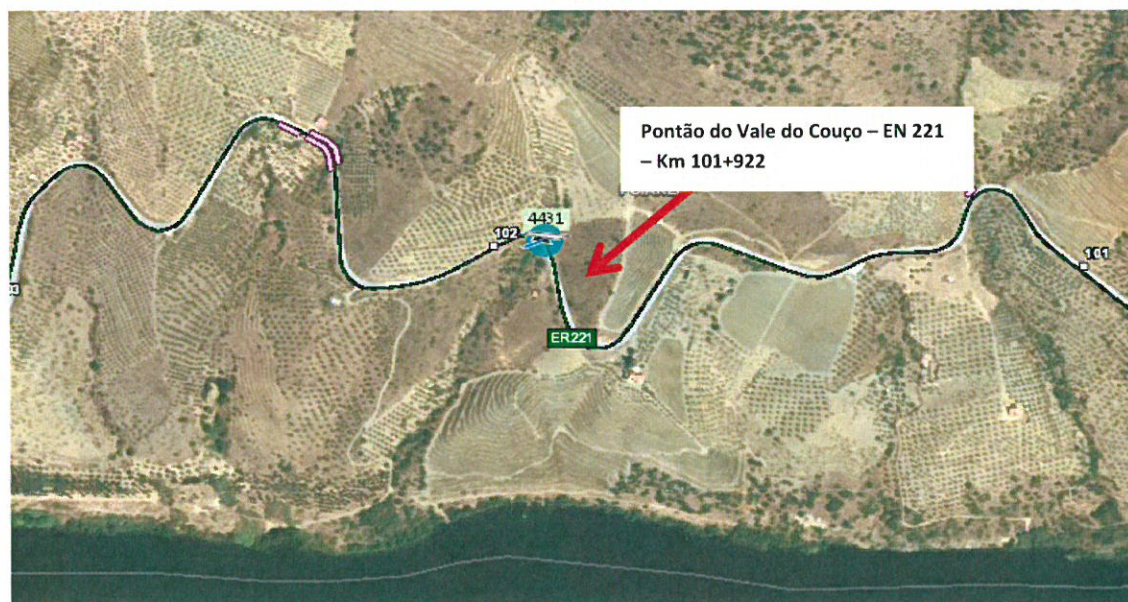 Pontão do Vale do Couço – EN 221
– Km 101+922
4431
102
101
ER221